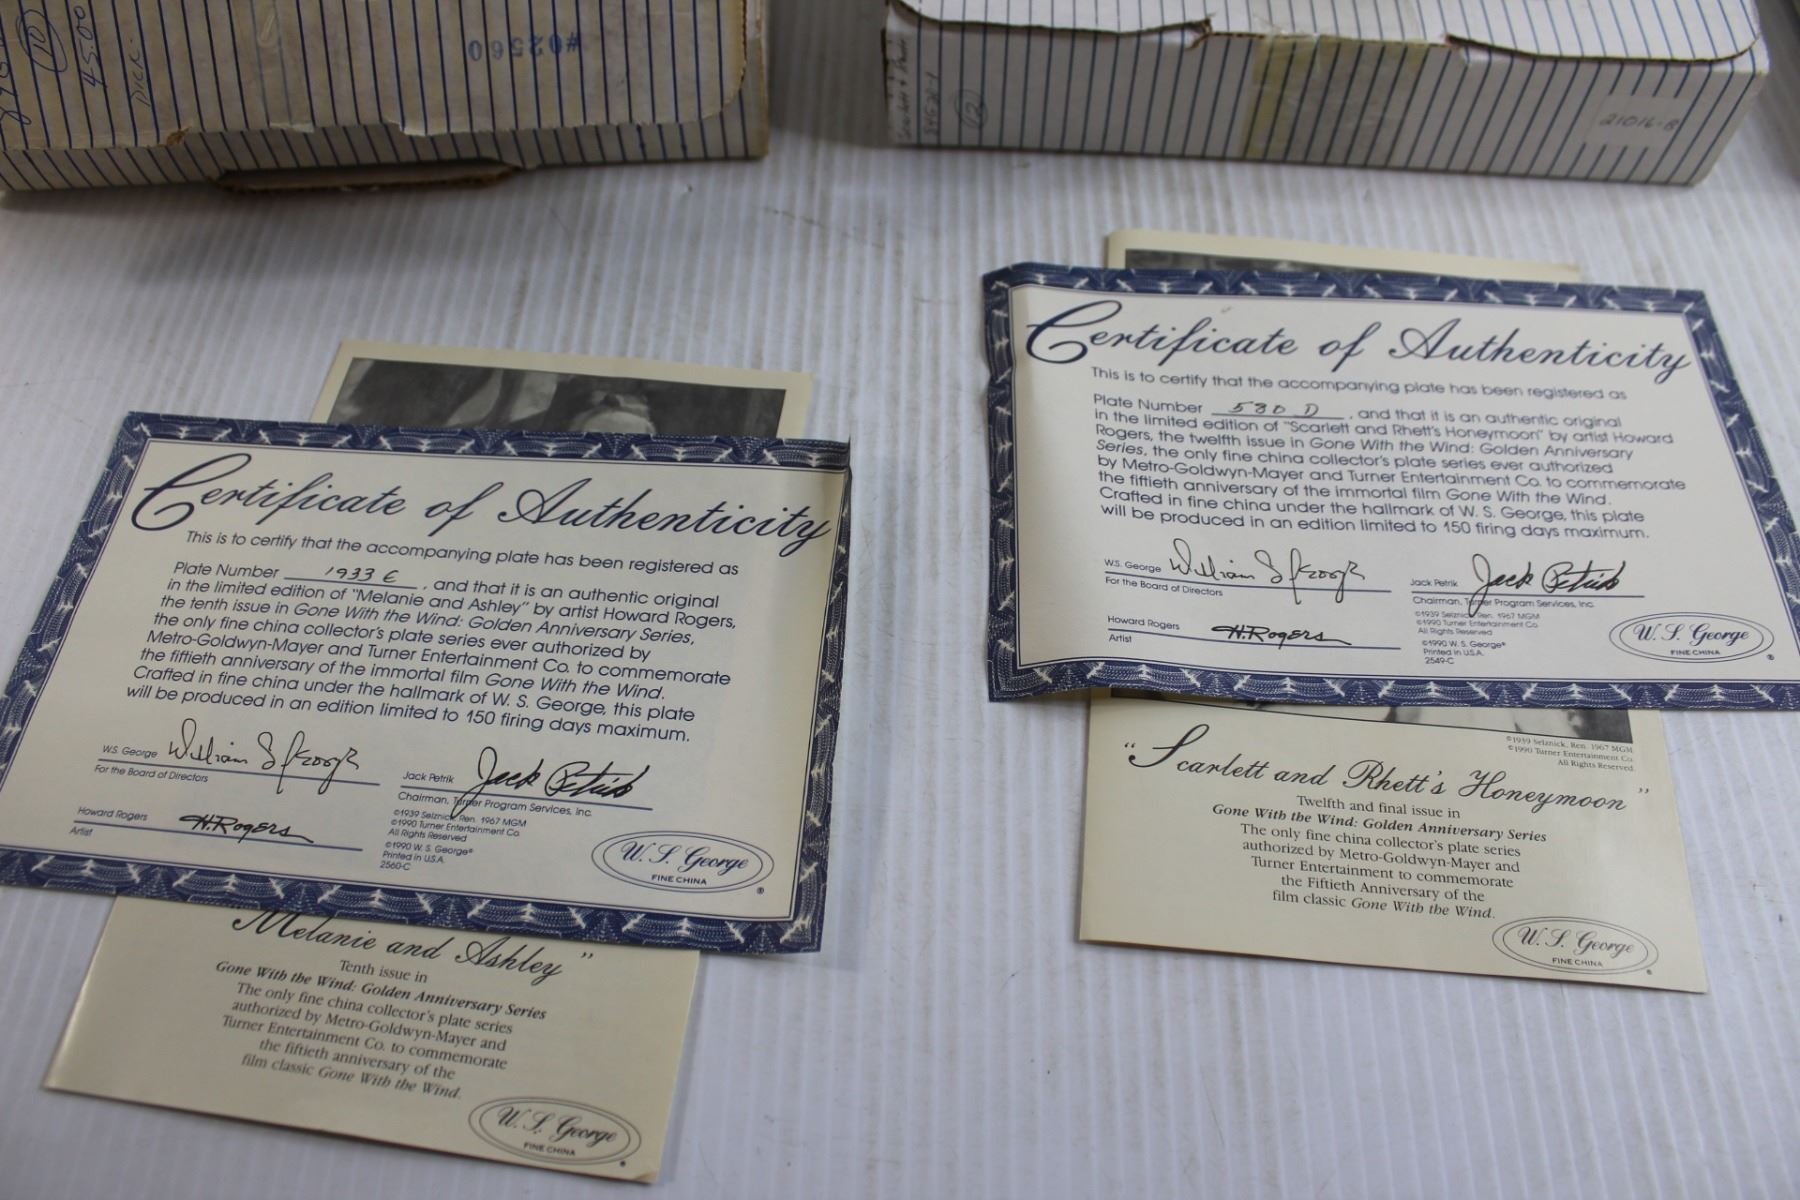 (10)
45.00
DICK-
#02560
(12)
21016-B
Certificate of Authenticity
This is to certify that the accompanying plate has been registered as
Plate Number 1933 E, and that it is an authentic original
in the limited edition of "Melanie and Ashley" by artist Howard Rogers,
the tenth issue in Gone With the Wind: Golden Anniversary Series,
the only fine china collector's plate series ever authorized by
Metro-Goldwyn-Mayer and Turner Entertainment Co. to commemorate
the fiftieth anniversary of the immortal film Gone With the Wind.
Crafted in fine china under the hallmark of W. S. George, this plate
will be produced in an edition limited to 150 firing days maximum.
W.S. George
For the Board of Directors
Jack Petrik Jack Petrik
Chairman, Turner Program Services, Inc.
Howard Rogers H. Rogers
Artist
©1939 Selznick. Ren. 1967 MGM
©1990 Turner Entertainment Co.
All Rights Reserved
©1990 W. S. George®
Printed in U.S.A.
2560-C
W. S. George
FINE CHINA
®
Melanie and Ashley"
Tenth issue in
Gone With the Wind: Golden Anniversary Series
The only fine china collector's plate series
authorized by Metro-Goldwyn-Mayer and
Turner Entertainment Co. to commemorate
the fiftieth anniversary of the
film classic Gone With the Wind.
W. S. George
FINE CHINA
®
Certificate of Authenticity
This is to certify that the accompanying plate has been registered as
Plate Number 580 D, and that it is an authentic original
in the limited edition of "Scarlett and Rhett's Honeymoon" by artist Howard
Rogers, the twelfth issue in Gone With the Wind: Golden Anniversary
Series, the only fine china collector's plate series ever authorized
by Metro-Goldwyn-Mayer and Turner Entertainment Co. to commemorate
the fiftieth anniversary of the immortal film Gone With the Wind.
Crafted in fine china under the hallmark of W. S. George, this plate
will be produced in an edition limited to 150 firing days maximum.
W.S. George
For the Board of Directors
Jack Petrik Jack Petrik
Chairman, Turner Program Services, Inc.
Howard Rogers H. Rogers
Artist
©1939 Selznick. Ren. 1967 MGM
©1990 Turner Entertainment Co.
All Rights Reserved
©1990 W. S. George®
Printed in U.S.A.
2549-C
W. S. George
FINE CHINA
®
©1939 Selznick. Ren. 1967 MGM
©1990 Turner Entertainment Co.
All Rights Reserved.
"Scarlett and Rhett's Honeymoon"
Twelfth and final issue in
Gone With the Wind: Golden Anniversary Series
The only fine china collector's plate series
authorized by Metro-Goldwyn-Mayer and
Turner Entertainment to commemorate
the Fiftieth Anniversary of the
film classic Gone With the Wind.
W. S. George
FINE CHINA
®